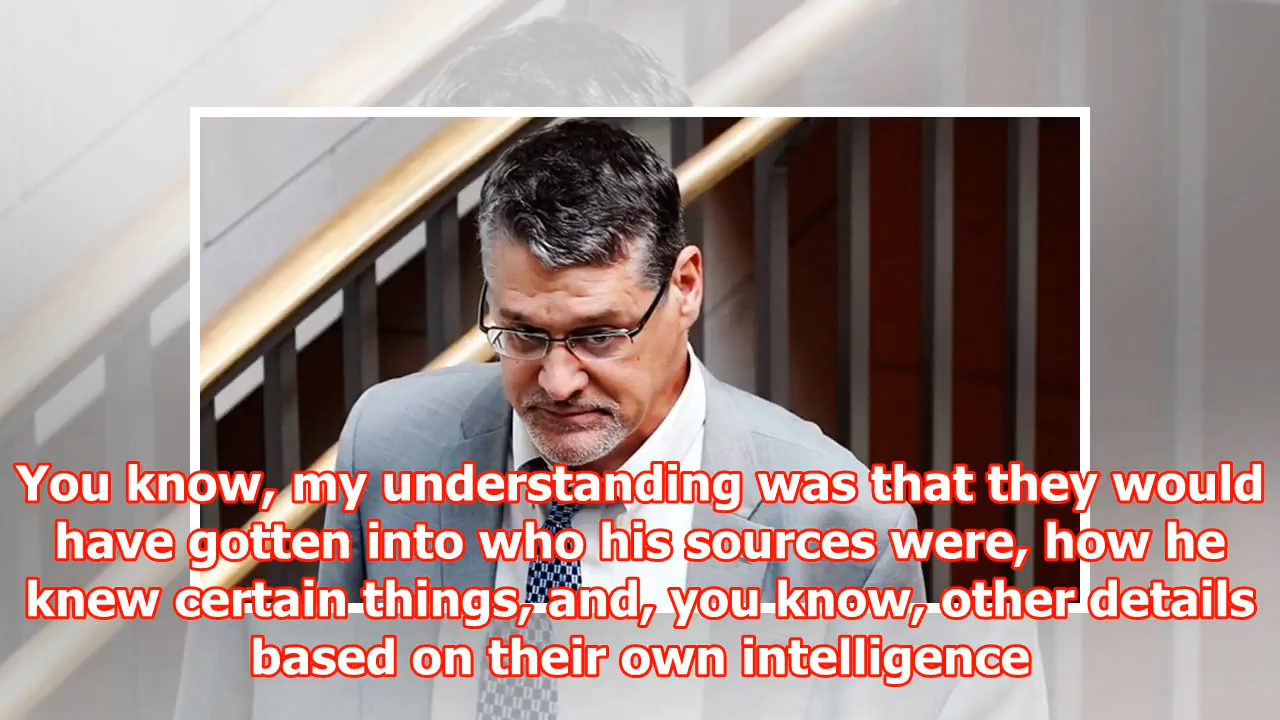 You know, my understanding was that they would
have gotten into who his sources were, how he
knew certain things, and, you know, other details
based on their own intelligence